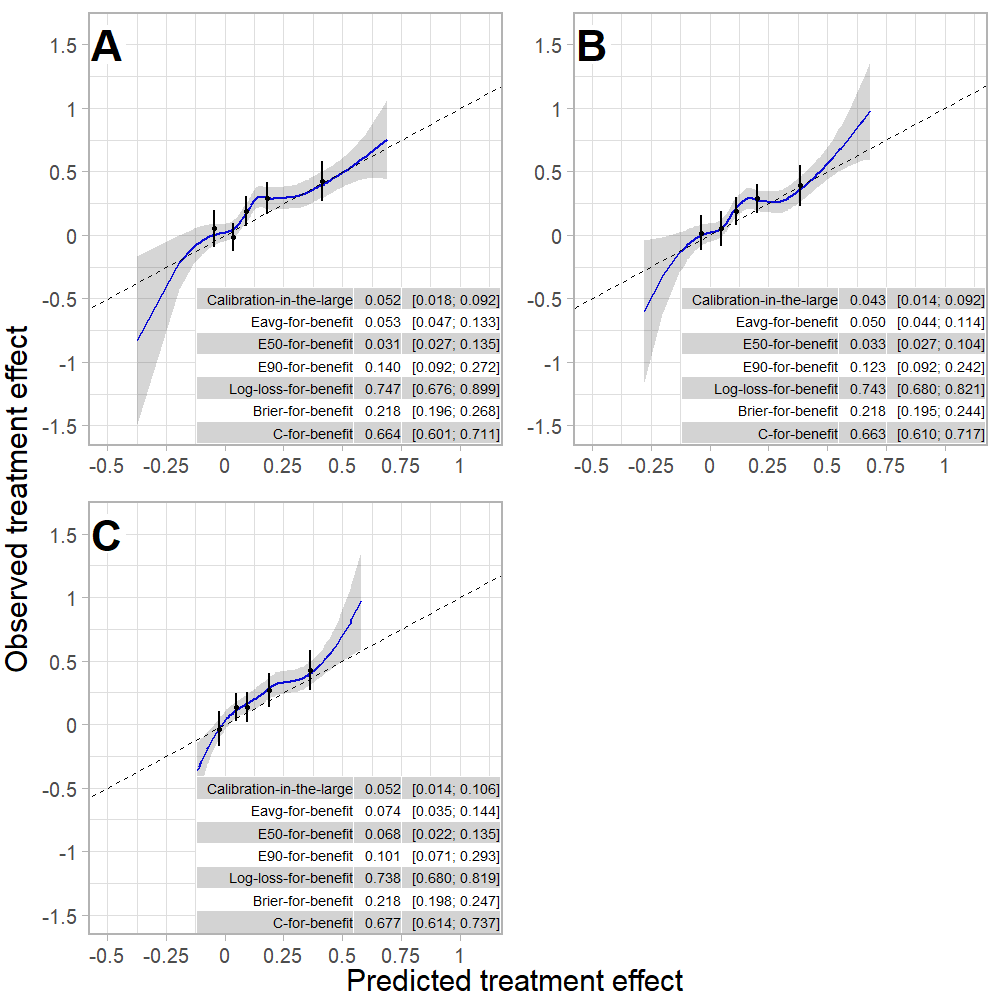 A
1.5
1
0.5
0
-0.5
-1
-1.5
Calibration-in-the-large 0.052 [0.018; 0.092]
Eavg-for-benefit 0.053 [0.047; 0.133]
E50-for-benefit 0.031 [0.027; 0.135]
E90-for-benefit 0.140 [0.092; 0.272]
Log-loss-for-benefit 0.747 [0.676; 0.899]
Brier-for-benefit 0.218 [0.196; 0.268]
C-for-benefit 0.664 [0.601; 0.711]
-0.5 -0.25 0 0.25 0.5 0.75 1
B
1.5
1
0.5
0
-0.5
-1
-1.5
Calibration-in-the-large 0.043 [0.014; 0.092]
Eavg-for-benefit 0.050 [0.044; 0.114]
E50-for-benefit 0.033 [0.027; 0.104]
E90-for-benefit 0.123 [0.092; 0.242]
Log-loss-for-benefit 0.743 [0.680; 0.821]
Brier-for-benefit 0.218 [0.195; 0.244]
C-for-benefit 0.663 [0.610; 0.717]
-0.5 -0.25 0 0.25 0.5 0.75 1
Observed treatment effect
C
1.5
1
0.5
0
-0.5
-1
-1.5
Calibration-in-the-large 0.052 [0.014; 0.106]
Eavg-for-benefit 0.074 [0.035; 0.144]
E50-for-benefit 0.068 [0.022; 0.135]
E90-for-benefit 0.101 [0.071; 0.293]
Log-loss-for-benefit 0.738 [0.680; 0.819]
Brier-for-benefit 0.218 [0.198; 0.247]
C-for-benefit 0.677 [0.614; 0.737]
-0.5 -0.25 0 0.25 0.5 0.75 1
Predicted treatment effect